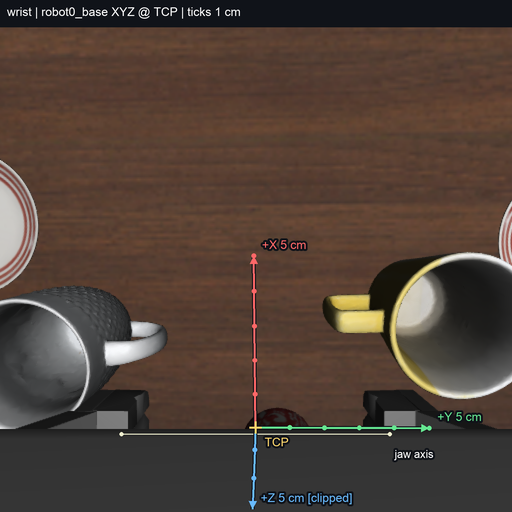 wrist | robot0_base XYZ @ TCP | ticks 1 cm
+X 5 cm
+Y 5 cm
TCP
jaw axis
+Z 5 cm [clipped]